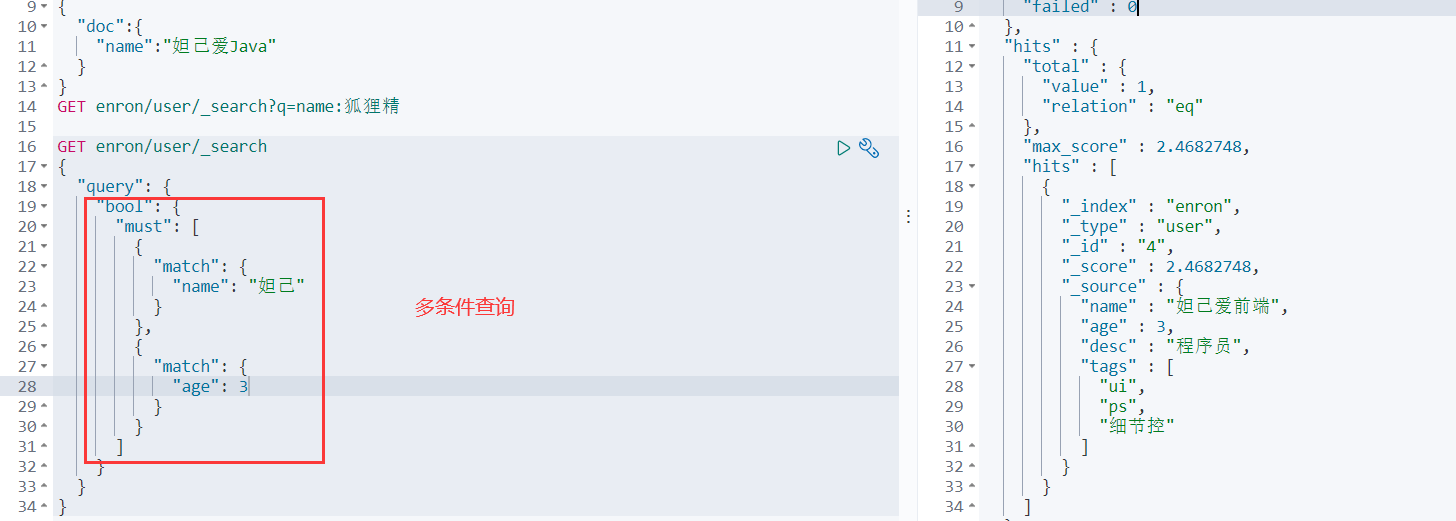 9 {
10 "doc":{
11 "name":"妲己爱Java"
12 }
13 }
14 GET enron/user/_search?q=name:狐狸精
15
16 GET enron/user/_search
17 {
18 "query": {
19 "bool": {
20 "must": [
21 {
22 "match": {
23 "name": "妲己"
24 }
25 },
26 {
27 "match": {
28 "age": 3
29 }
30 }
31 ]
32 }
33 }
34 }
多条件查询
9 "failed" : 0
10 },
11 "hits" : {
12 "total" : {
13 "value" : 1,
14 "relation" : "eq"
15 },
16 "max_score" : 2.4682748,
17 "hits" : [
18 {
19 "_index" : "enron",
20 "_type" : "user",
21 "_id" : "4",
22 "_score" : 2.4682748,
23 "_source" : {
24 "name" : "妲己爱前端",
25 "age" : 3,
26 "desc" : "程序员",
27 "tags" : [
28 "ui",
29 "ps",
30 "细节控"
31 ]
32 }
33 }
34 ]